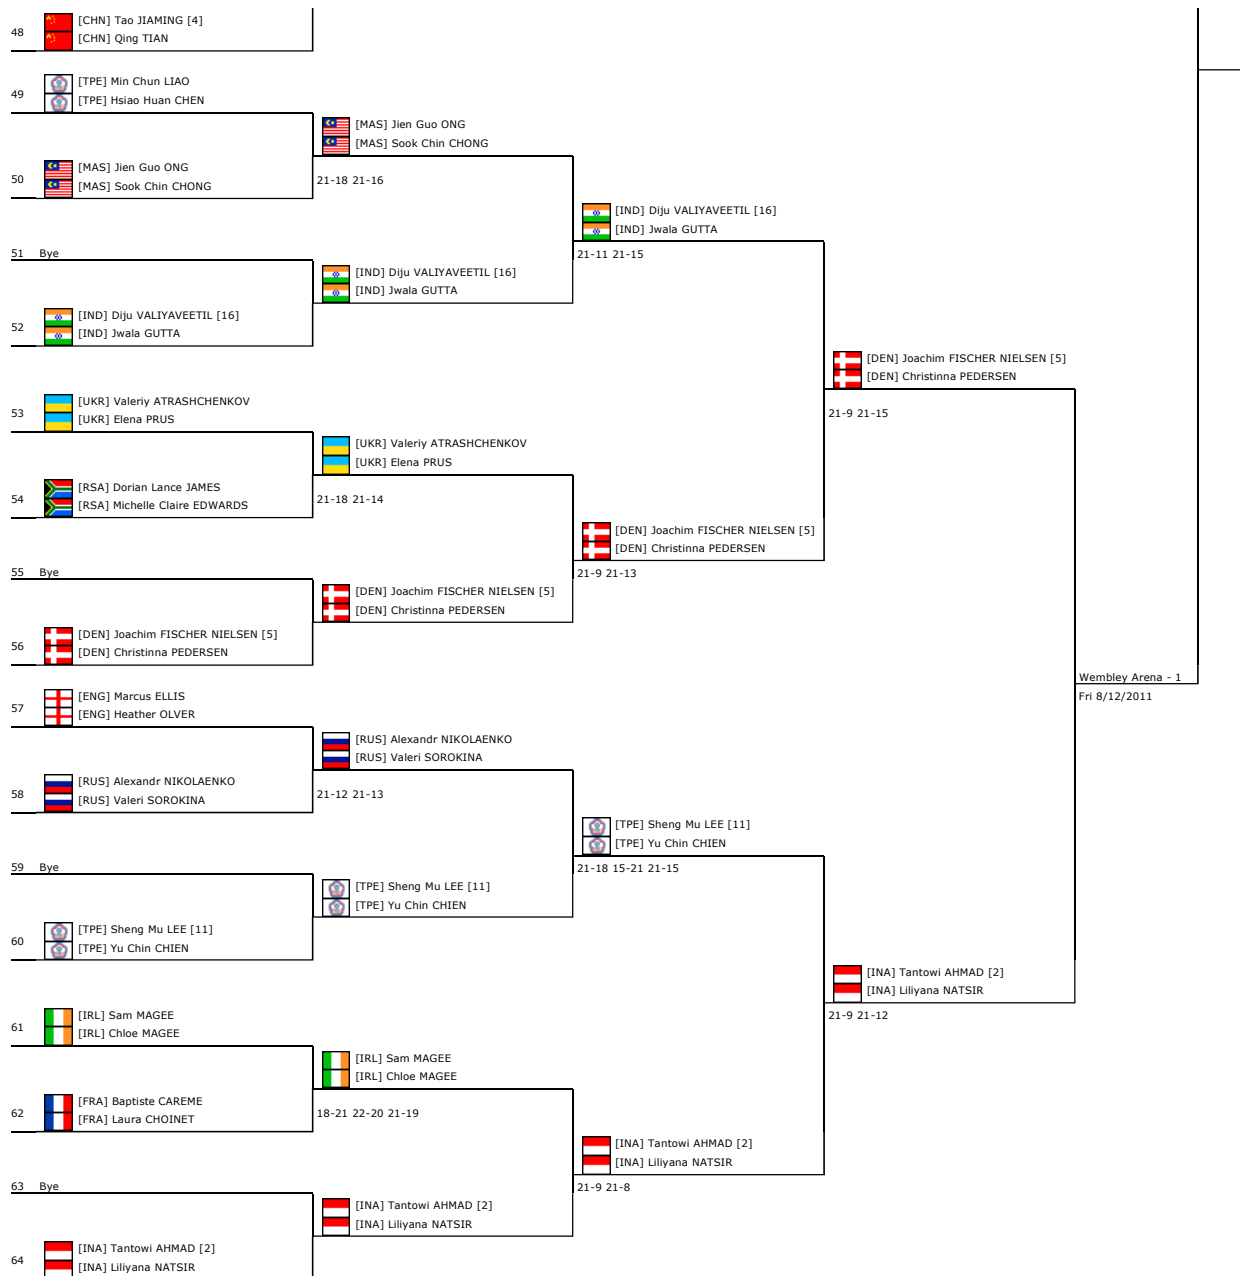 [CHN] Tao JIAMING [4]
48
[CHN] Qing TIAN
[TPE] Min Chun LIAO
49
[TPE] Hsiao Huan CHEN
[MAS] Jien Guo ONG
[MAS] Sook Chin CHONG
[MAS] Jien Guo ONG
50
[MAS] Sook Chin CHONG
21-18 21-16
[IND] Diju VALIYAVEETIL [16]
[IND] Jwala GUTTA
51 Bye
21-11 21-15
[IND] Diju VALIYAVEETIL [16]
[IND] Jwala GUTTA
[IND] Diju VALIYAVEETIL [16]
52
[IND] Jwala GUTTA
[DEN] Joachim FISCHER NIELSEN [5]
[DEN] Christinna PEDERSEN
[UKR] Valeriy ATRASHCHENKOV
53
[UKR] Elena PRUS
21-9 21-15
[UKR] Valeriy ATRASHCHENKOV
[UKR] Elena PRUS
[RSA] Dorian Lance JAMES
54
[RSA] Michelle Claire EDWARDS
21-18 21-14
[DEN] Joachim FISCHER NIELSEN [5]
[DEN] Christinna PEDERSEN
55 Bye
21-9 21-13
[DEN] Joachim FISCHER NIELSEN [5]
[DEN] Christinna PEDERSEN
[DEN] Joachim FISCHER NIELSEN [5]
56
[DEN] Christinna PEDERSEN
Wembley Arena - 1
Fri 8/12/2011
[ENG] Marcus ELLIS
57
[ENG] Heather OLVER
[RUS] Alexandr NIKOLAENKO
[RUS] Valeri SOROKINA
[RUS] Alexandr NIKOLAENKO
58
[RUS] Valeri SOROKINA
21-12 21-13
[TPE] Sheng Mu LEE [11]
[TPE] Yu Chin CHIEN
59 Bye
21-18 15-21 21-15
[TPE] Sheng Mu LEE [11]
[TPE] Yu Chin CHIEN
[TPE] Sheng Mu LEE [11]
60
[TPE] Yu Chin CHIEN
[INA] Tantowi AHMAD [2]
[INA] Liliyana NATSIR
21-9 21-12
[IRL] Sam MAGEE
61
[IRL] Chloe MAGEE
[IRL] Sam MAGEE
[IRL] Chloe MAGEE
[FRA] Baptiste CAREME
62
[FRA] Laura CHOINET
18-21 22-20 21-19
[INA] Tantowi AHMAD [2]
[INA] Liliyana NATSIR
63 Bye
21-9 21-8
[INA] Tantowi AHMAD [2]
[INA] Liliyana NATSIR
[INA] Tantowi AHMAD [2]
64
[INA] Liliyana NATSIR